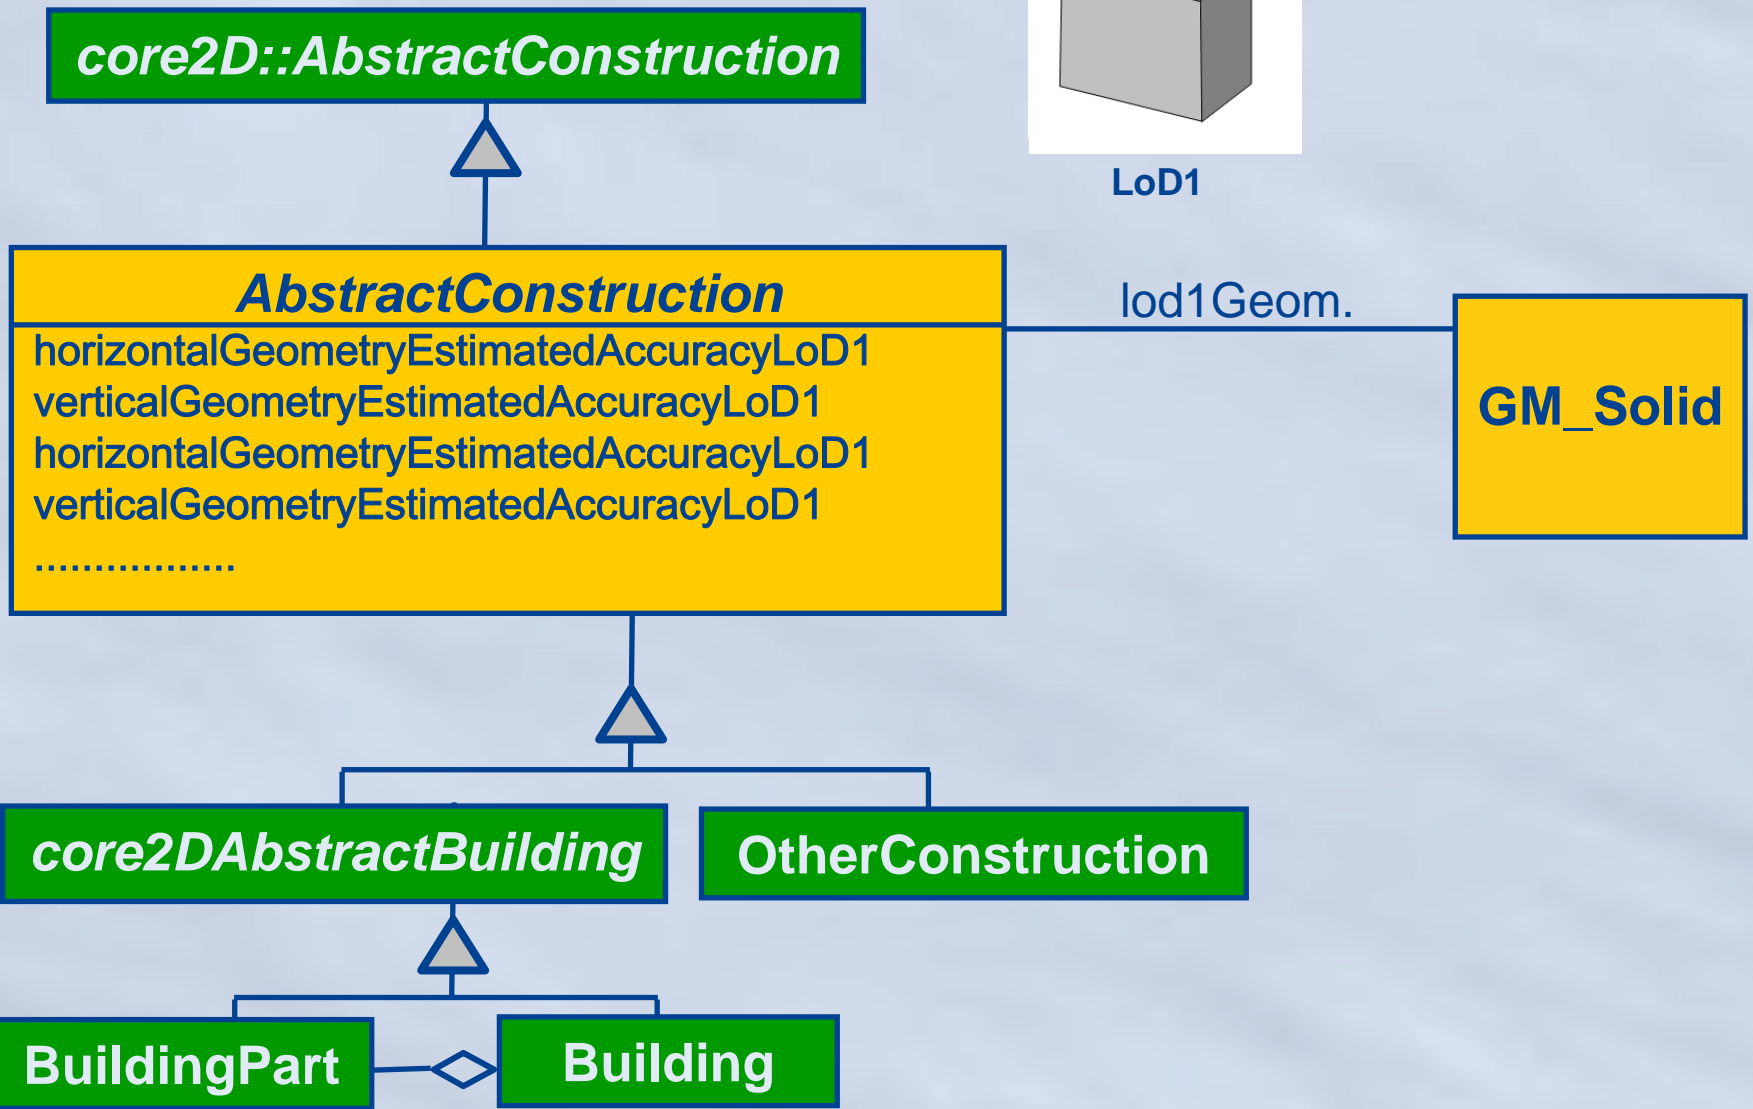 core2D::AbstractConstruction
LoD1
AbstractConstruction
horizontalGeometryEstimatedAccuracyLoD1
verticalGeometryEstimatedAccuracyLoD1
horizontalGeometryEstimatedAccuracyLoD1
verticalGeometryEstimatedAccuracyLoD1
.................
lod1Geom.
GM_Solid
core2DAbstractBuilding
OtherConstruction
BuildingPart
Building